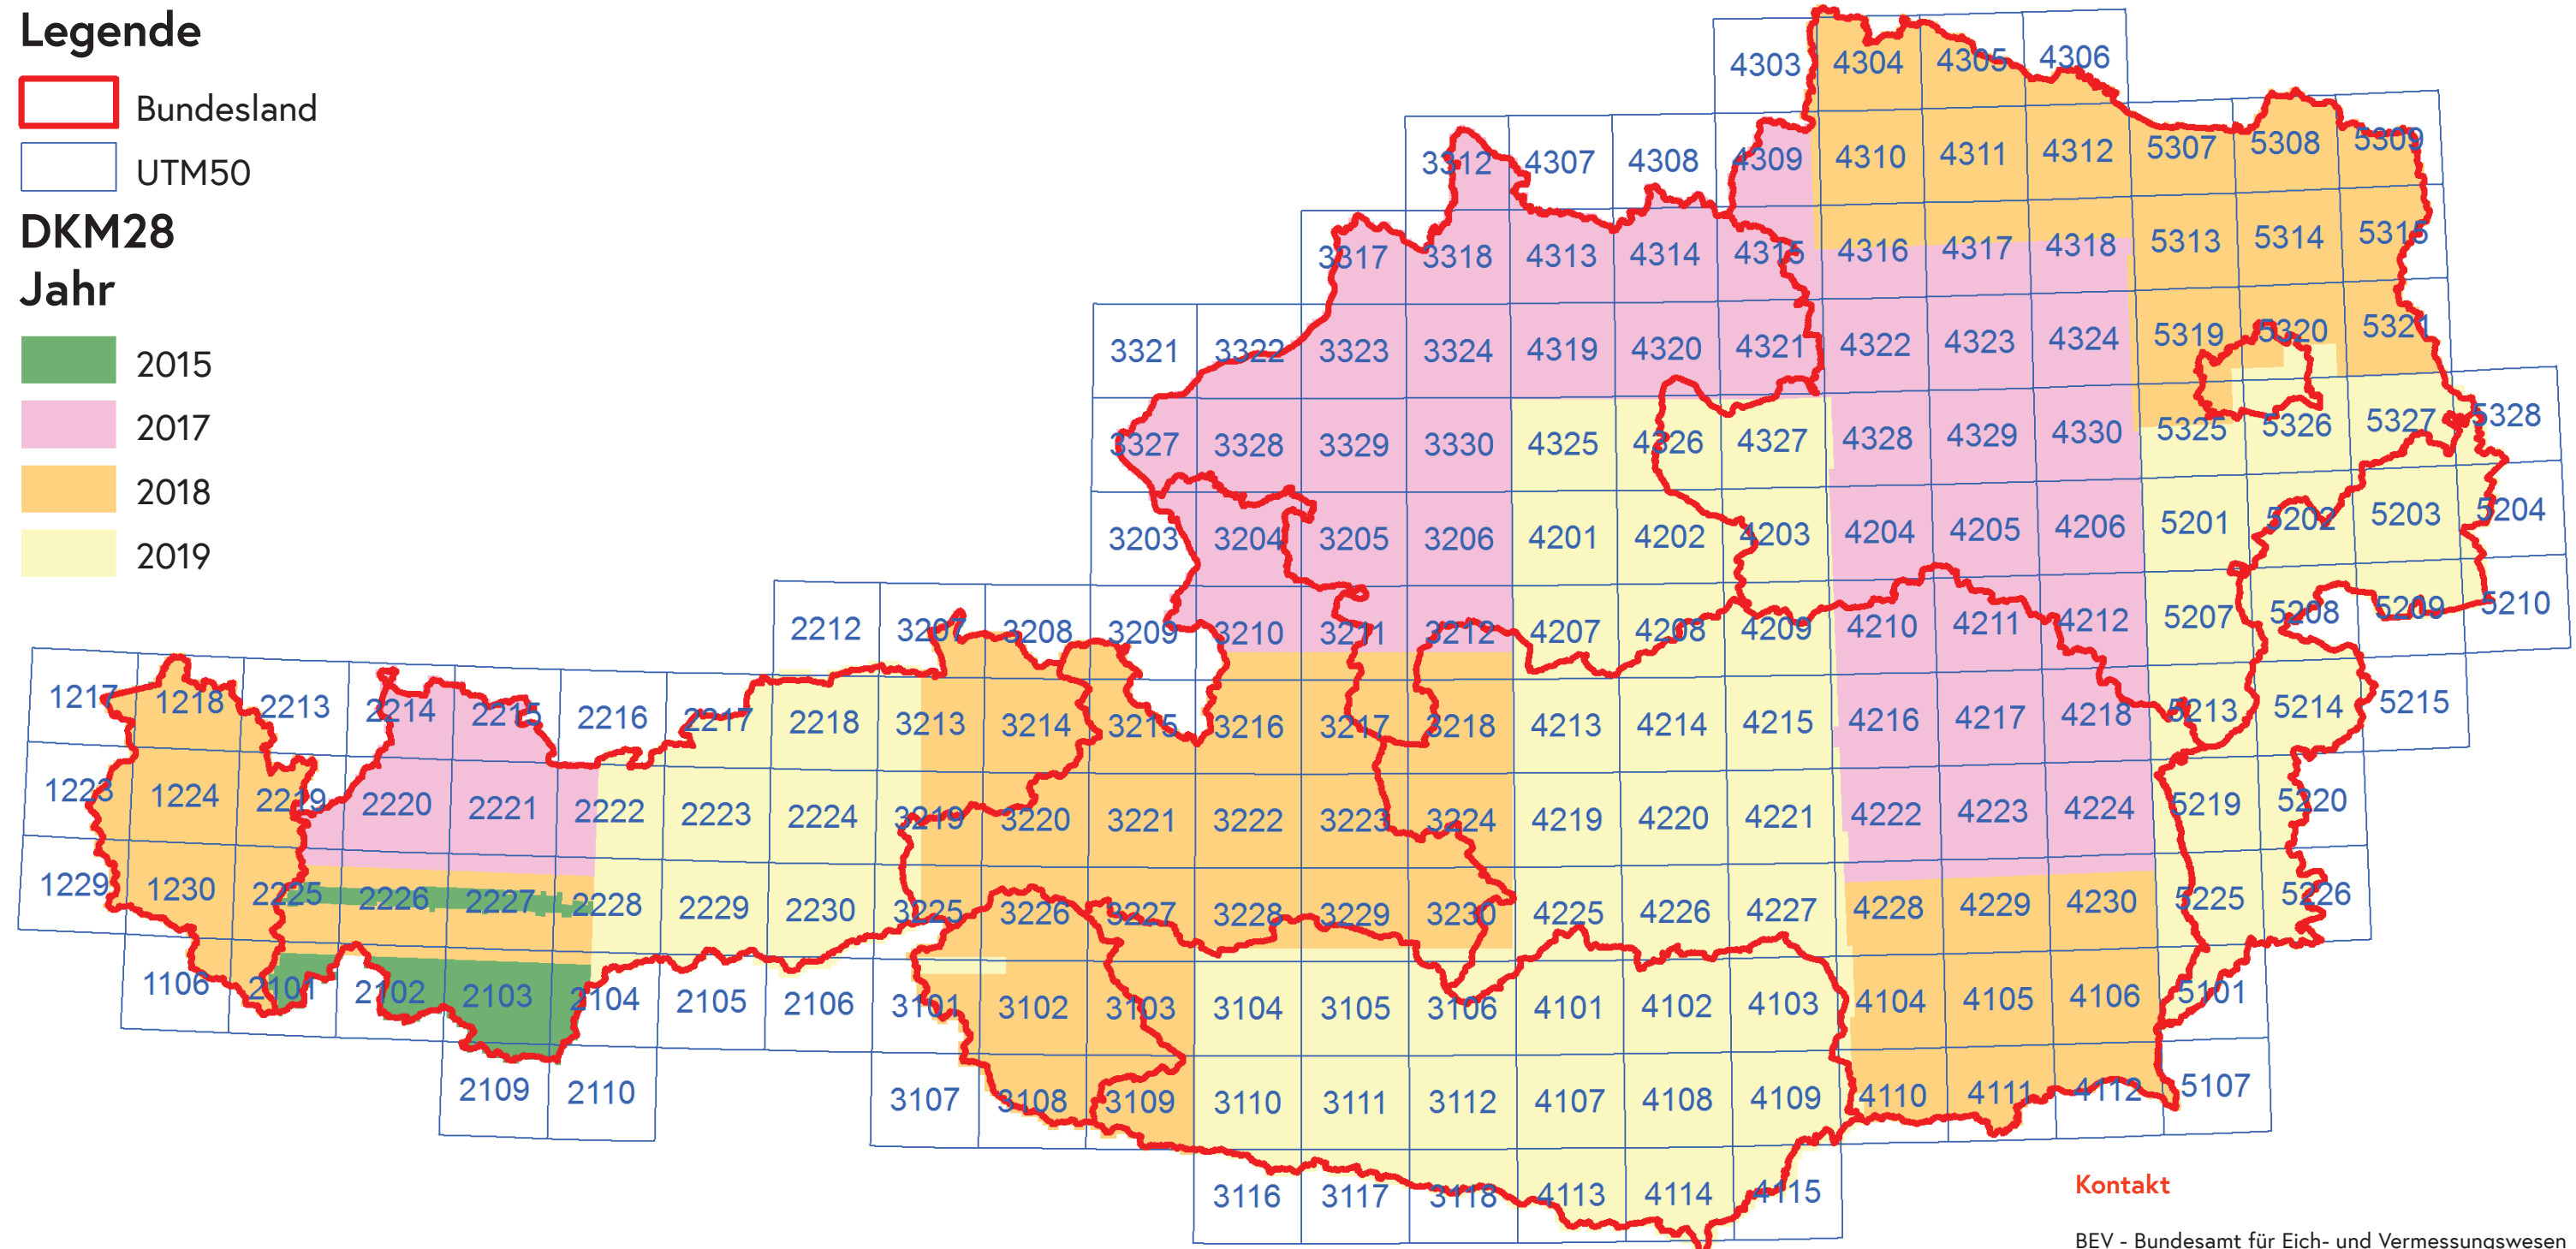 Legende
Bundesland
UTM50
DKM28
Jahr
2015
2017
2018
2019
4303 4304 4305 4306
3312 4307 4308 4309 4310 4311 4312 5307 5308 5309
3317 3318 4313 4314 4315 4316 4317 4318 5313 5314 5315
3321 3322 3323 3324 4319 4320 4321 4322 4323 4324 5319 5320 5321
3327 3328 3329 3330 4325 4326 4327 4328 4329 4330 5325 5326 5327 5328
3203 3204 3205 3206 4201 4202 4203 4204 4205 4206 5201 5202 5203 5204
2212 3207 3208 3209 3210 3211 3212 4207 4208 4209 4210 4211 4212 5207 5208 5209 5210
1217 1218 2213 2214 2215 2216 2217 2218 3213 3214 3215 3216 3217 3218 4213 4214 4215 4216 4217 4218 5213 5214 5215
1223 1224 2219 2220 2221 2222 2223 2224 3219 3220 3221 3222 3223 3224 4219 4220 4221 4222 4223 4224 5219 5220
1229 1230 2225 2226 2227 2228 2229 2230 3225 3226 3227 3228 3229 3230 4225 4226 4227 4228 4229 4230 5225 5226
1106 2101 2102 2103 2104 2105 2106 3101 3102 3103 3104 3105 3106 4101 4102 4103 4104 4105 4106 5101
2109 2110 3107 3108 3109 3110 3111 3112 4107 4108 4109 4110 4111 4112 5107
3116 3117 3118 4113 4114 4115
Kontakt
BEV - Bundesamt für Eich- und Vermessungswesen